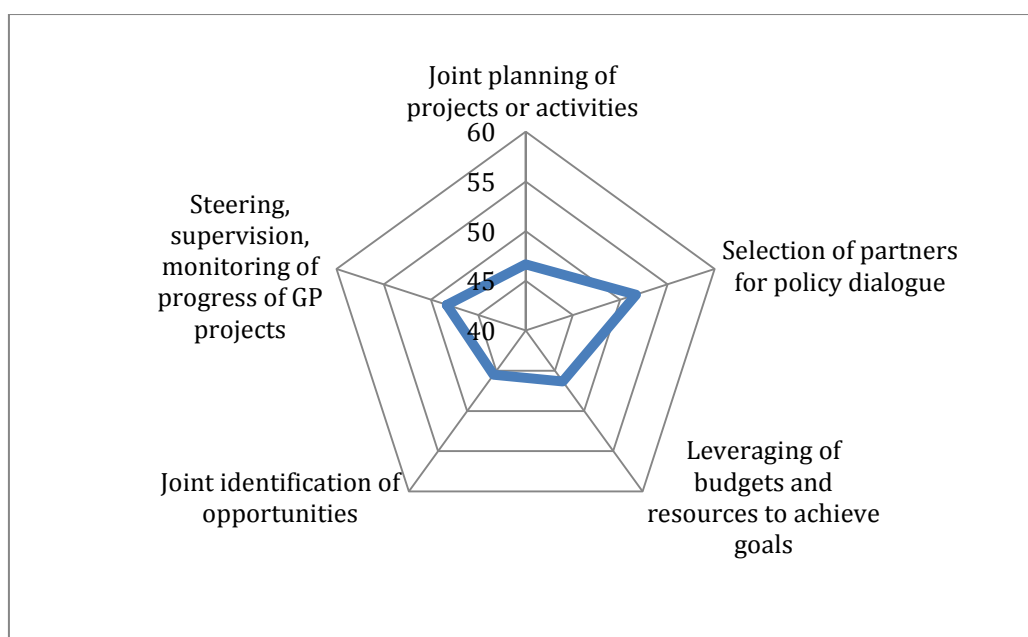 Joint planning of
projects or activities
60
55
50
45
40
Selection of partners
for policy dialogue
Leveraging of
budgets and
resources to achieve
goals
Joint identification of
opportunities
Steering,
supervision,
monitoring of
progress of GP
projects